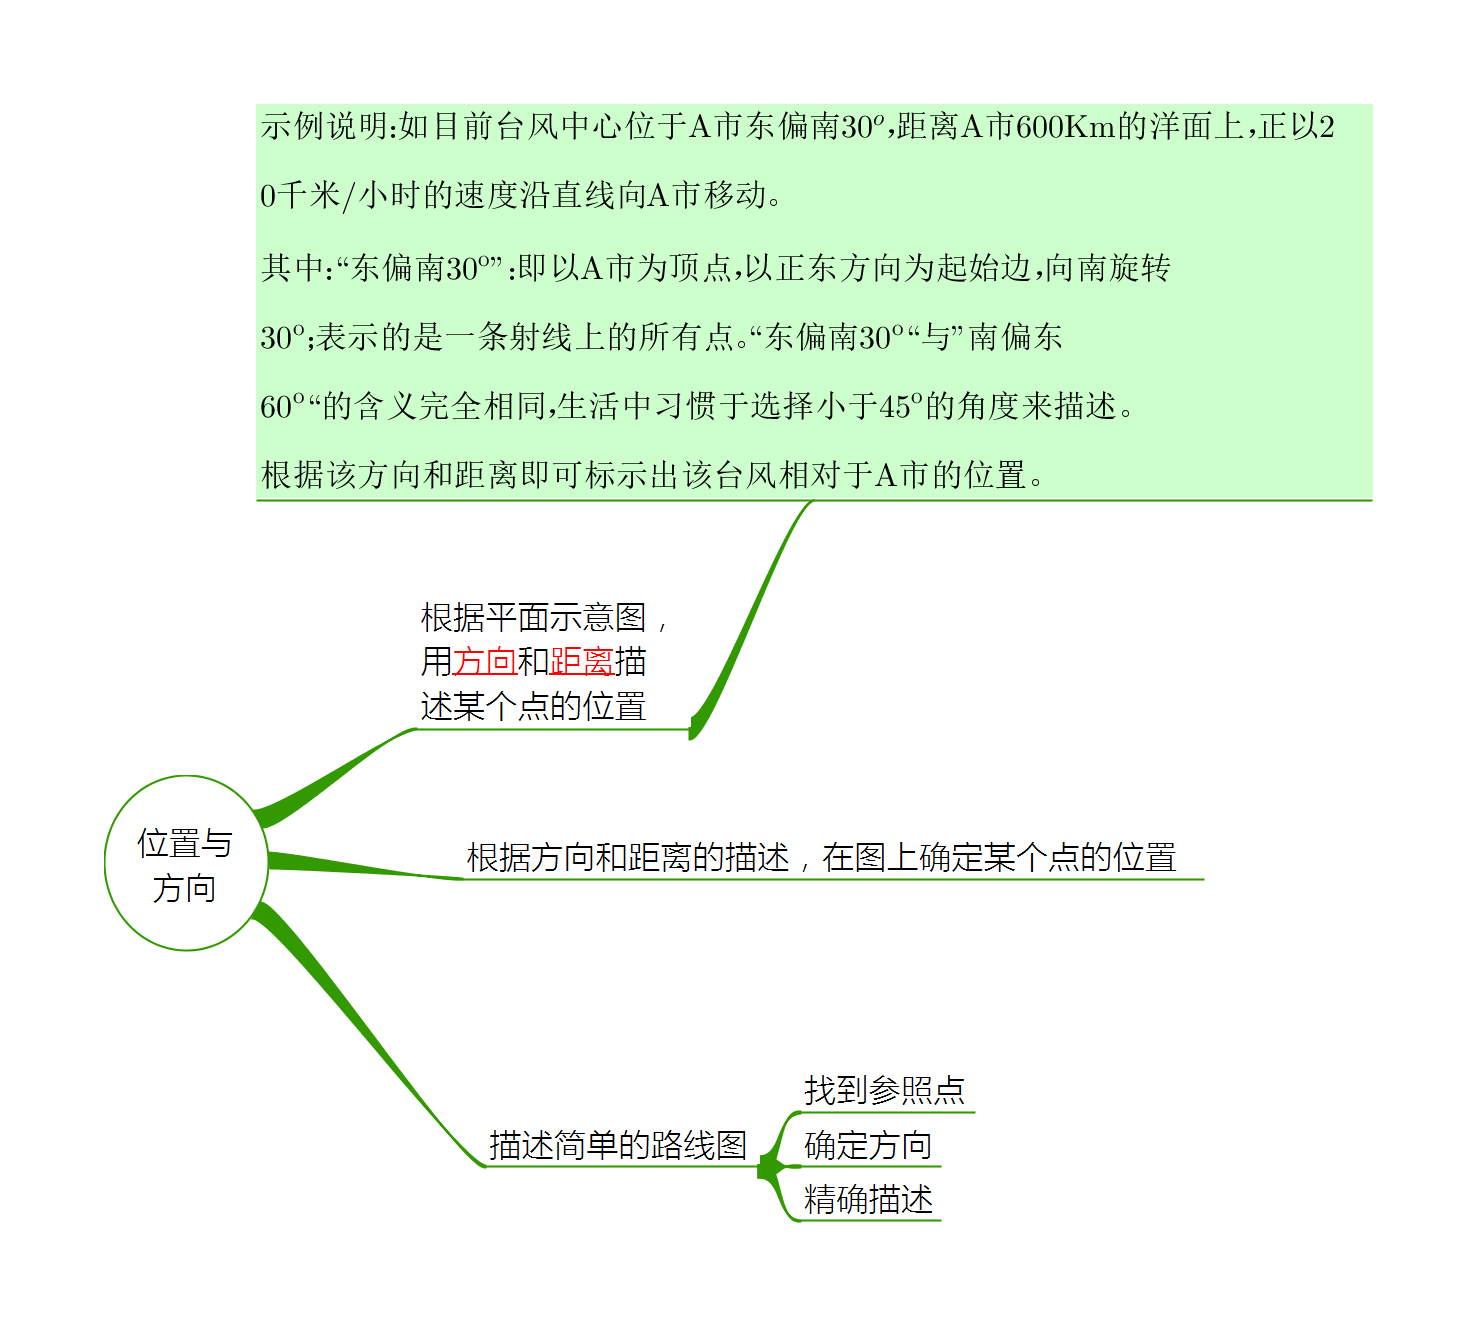 示例说明:如目前台风中心位于A市东偏南30º,距离A市600Km的洋面上,正以2
0千米/小时的速度沿直线向A市移动。
其中:“东偏南30º”:即以A市为顶点,以正东方向为起始边,向南旋转
30º;表示的是一条射线上的所有点。“东偏南30º“与”南偏东
60º“的含义完全相同,生活中习惯于选择小于45º的角度来描述。
根据该方向和距离即可标示出该台风相对于A市的位置。
根据平面示意图，
用方向和距离描
述某个点的位置
位置与
方向
根据方向和距离的描述，在图上确定某个点的位置
描述简单的路线图
找到参照点
确定方向
精确描述